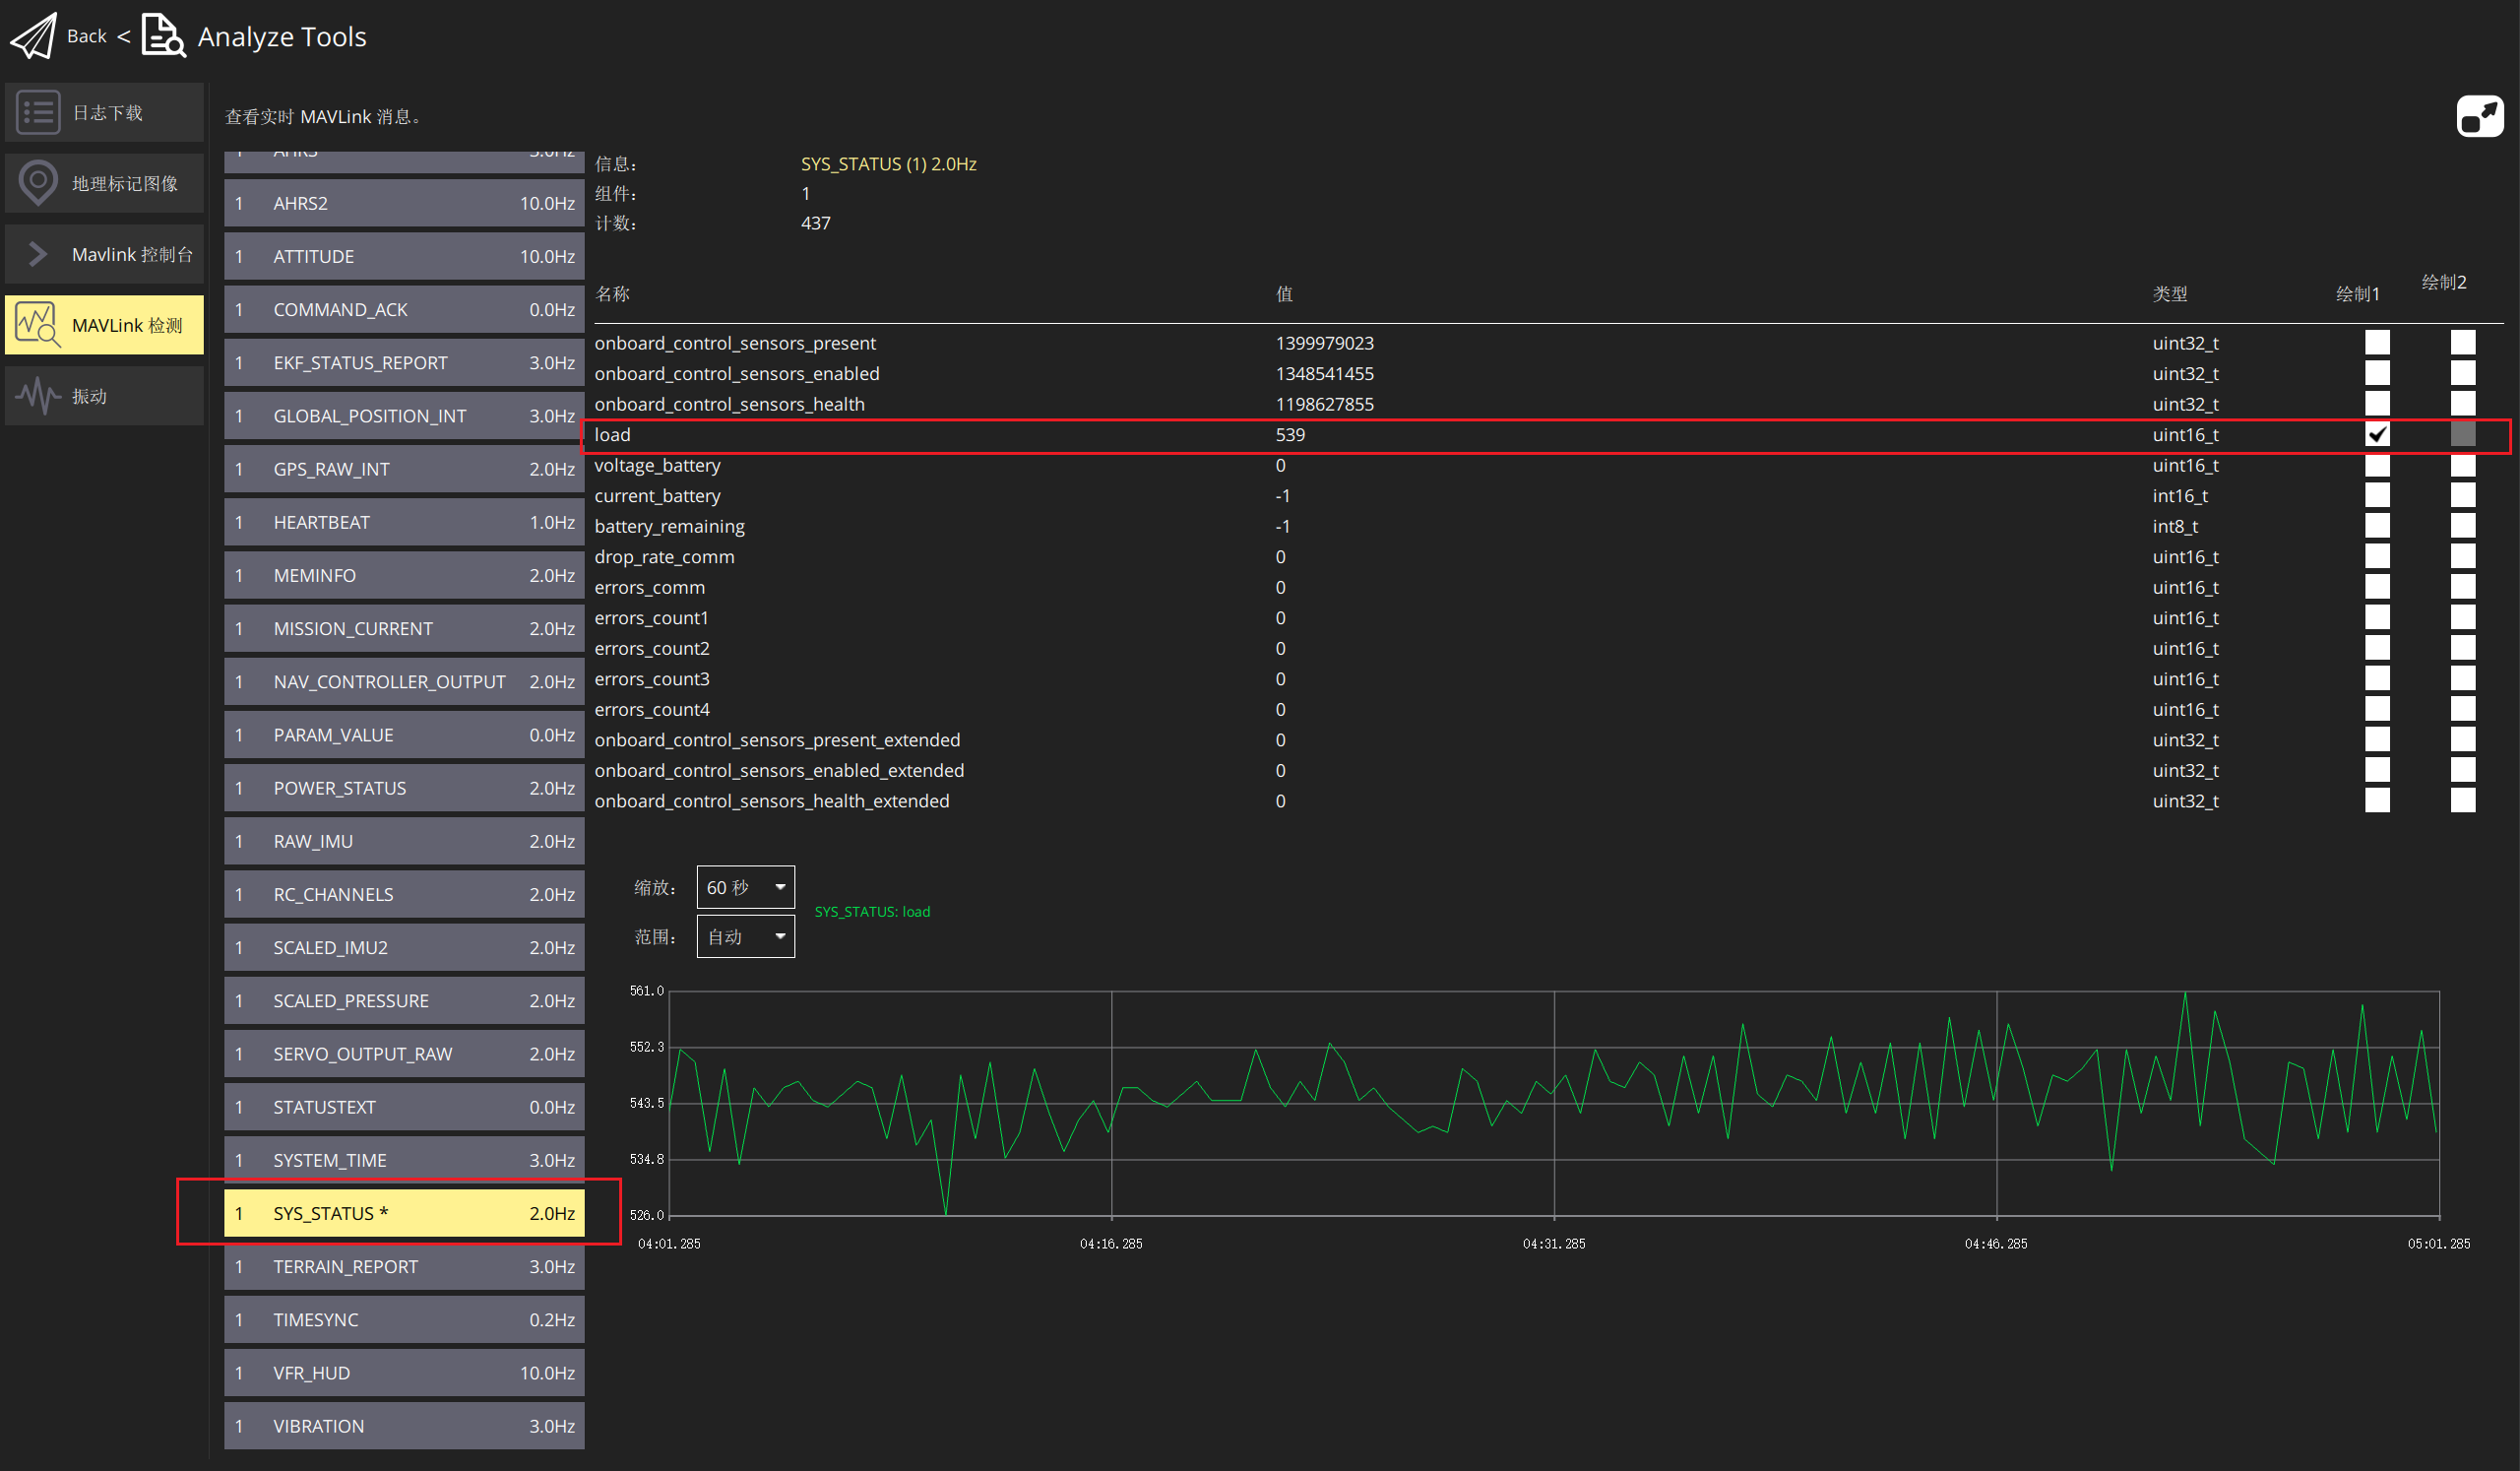 Back < Analyze Tools
日志下载
地理标记图像
Mavlink 控制台
MAVLink 检测
振动
查看实时 MAVLink 消息。
1 AHRS 3.0Hz
1 AHRS2 10.0Hz
1 ATTITUDE 10.0Hz
1 COMMAND_ACK 0.0Hz
1 EKF_STATUS_REPORT 3.0Hz
1 GLOBAL_POSITION_INT 3.0Hz
1 GPS_RAW_INT 2.0Hz
1 HEARTBEAT 1.0Hz
1 MEMINFO 2.0Hz
1 MISSION_CURRENT 2.0Hz
1 NAV_CONTROLLER_OUTPUT 2.0Hz
1 PARAM_VALUE 0.0Hz
1 POWER_STATUS 2.0Hz
1 RAW_IMU 2.0Hz
1 RC_CHANNELS 2.0Hz
1 SCALED_IMU2 2.0Hz
1 SCALED_PRESSURE 2.0Hz
1 SERVO_OUTPUT_RAW 2.0Hz
1 STATUSTEXT 0.0Hz
1 SYSTEM_TIME 3.0Hz
1 SYS_STATUS * 2.0Hz
1 TERRAIN_REPORT 3.0Hz
1 TIMESYNC 0.2Hz
1 VFR_HUD 10.0Hz
1 VIBRATION 3.0Hz
信息： SYS_STATUS (1) 2.0Hz
组件： 1
计数： 437
名称 值 类型 绘制1 绘制2
onboard_control_sensors_present 1399979023 uint32_t
onboard_control_sensors_enabled 1348541455 uint32_t
onboard_control_sensors_health 1198627855 uint32_t
load 539 uint16_t
voltage_battery 0 uint16_t
current_battery -1 int16_t
battery_remaining -1 int8_t
drop_rate_comm 0 uint16_t
errors_comm 0 uint16_t
errors_count1 0 uint16_t
errors_count2 0 uint16_t
errors_count3 0 uint16_t
errors_count4 0 uint16_t
onboard_control_sensors_present_extended 0 uint32_t
onboard_control_sensors_enabled_extended 0 uint32_t
onboard_control_sensors_health_extended 0 uint32_t
缩放： 60 秒
范围： 自动
SYS_STATUS: load
561.0
552.3
543.5
534.8
526.0
04:01.285 04:16.285 04:31.285 04:46.285 05:01.285